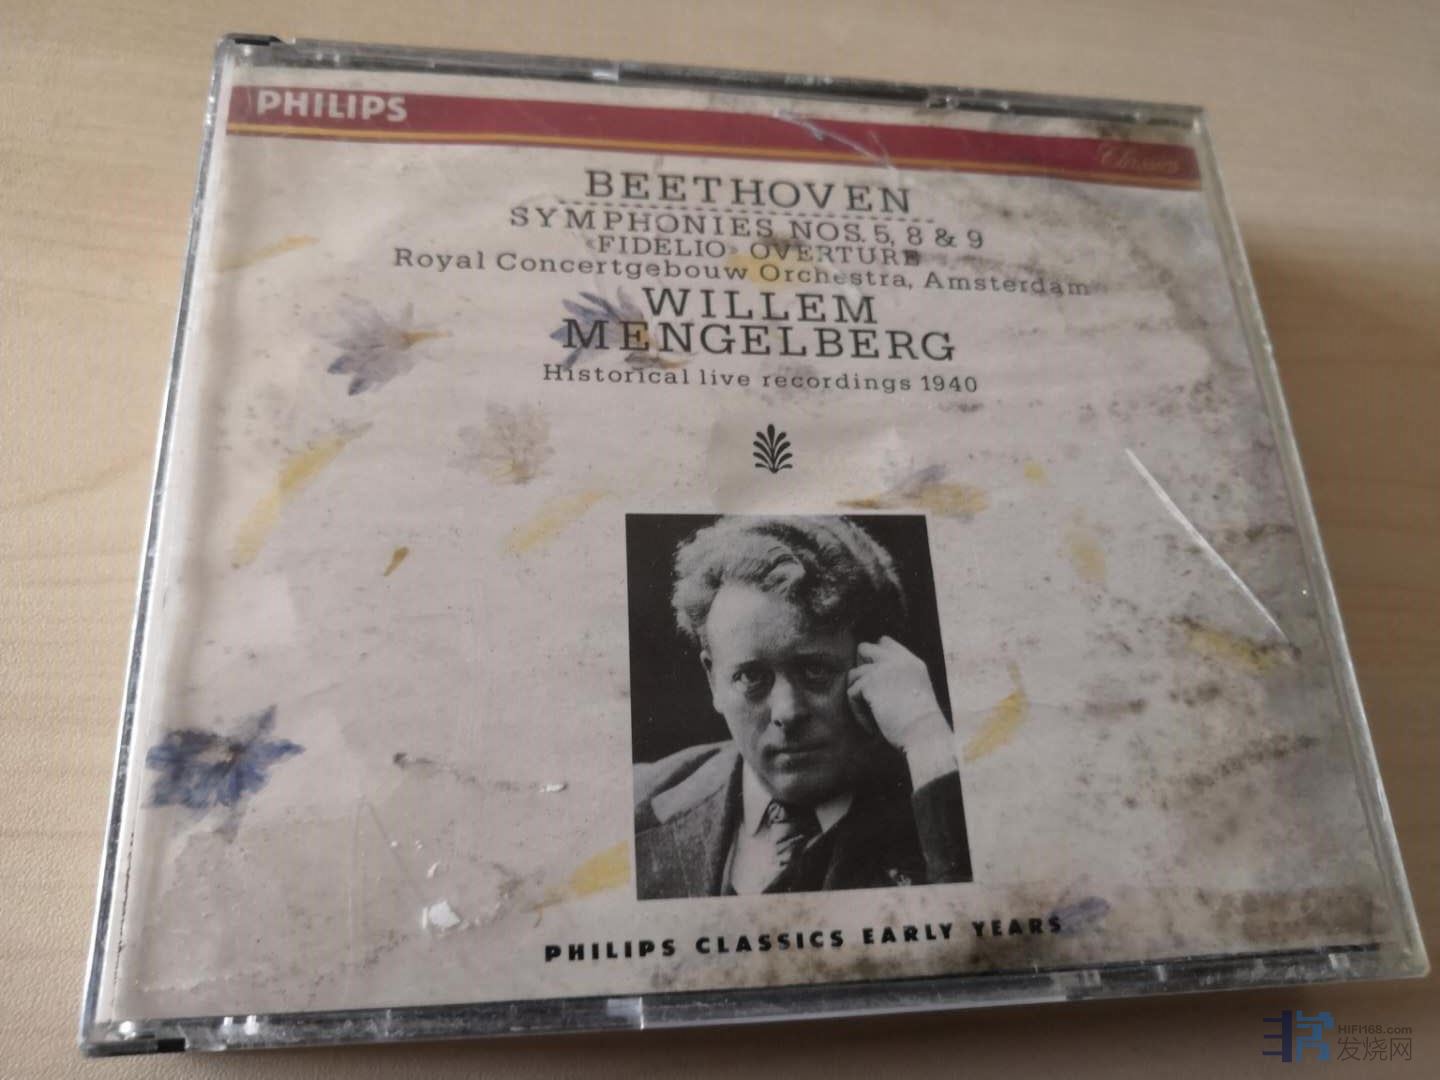 PHILIPS
Classics
BEETHOVEN
SYMPHONIES NOS. 5, 8 & 9
«FIDELIO» OVERTURE
Royal Concertgebouw Orchestra, Amsterdam
WILLEM
MENGELBERG
Historical live recordings 1940
PHILIPS CLASSICS EARLY YEARS
HIFI168.com
发烧网